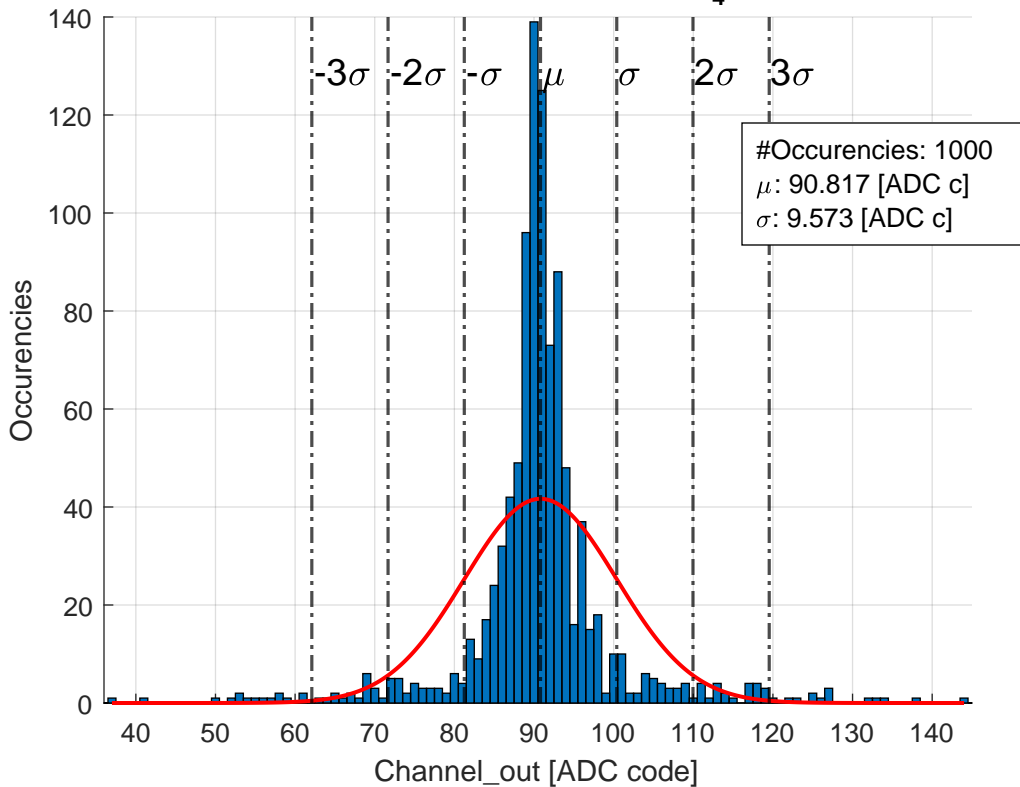 4
140
120
100
80
60
40
20
0
-3σ -2σ -σ μ σ 2σ 3σ
#Occurencies: 1000
μ: 90.817 [ADC c]
σ: 9.573 [ADC c]
Occurencies
40 50 60 70 80 90 100 110 120 130 140
Channel_out [ADC code]